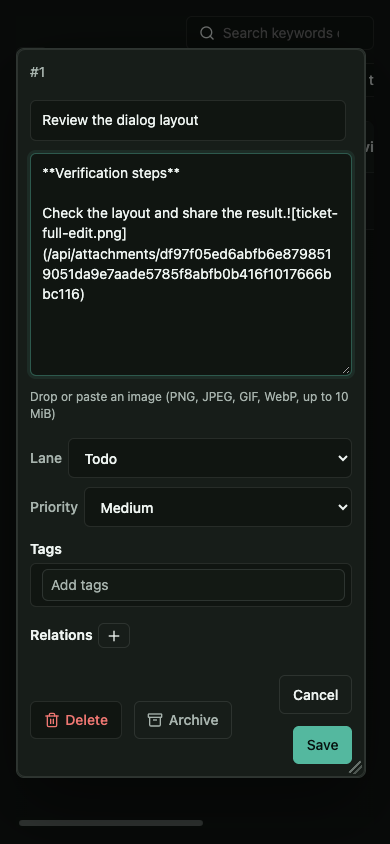 Search keywords
#1
t
Review the dialog layout
vi
**Verification steps**
Check the layout and share the result.![ticket-
full-edit.png]
(/api/attachments/df97f05ed6abfb6e879851
9051da9e7aade5785f8abfb0b416f1017666b
bc116)
Drop or paste an image (PNG, JPEG, GIF, WebP, up to 10
MiB)
Lane Todo
Priority Medium
Tags
Add tags
Relations +
Cancel
Delete Archive
Save